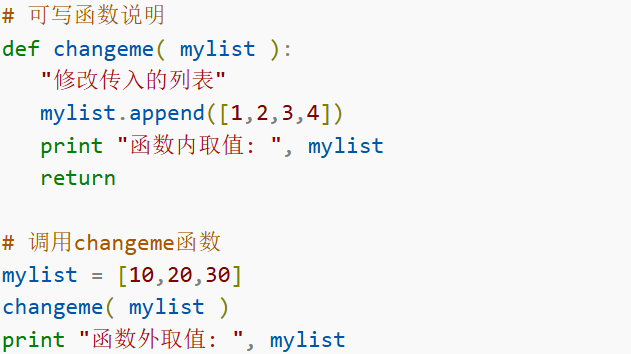 # 可写函数说明
def changeme( mylist ):
   "修改传入的列表"
   mylist.append([1,2,3,4])
   print "函数内取值: ", mylist
   return

# 调用changeme函数
mylist = [10,20,30]
changeme( mylist )
print "函数外取值: ", mylist